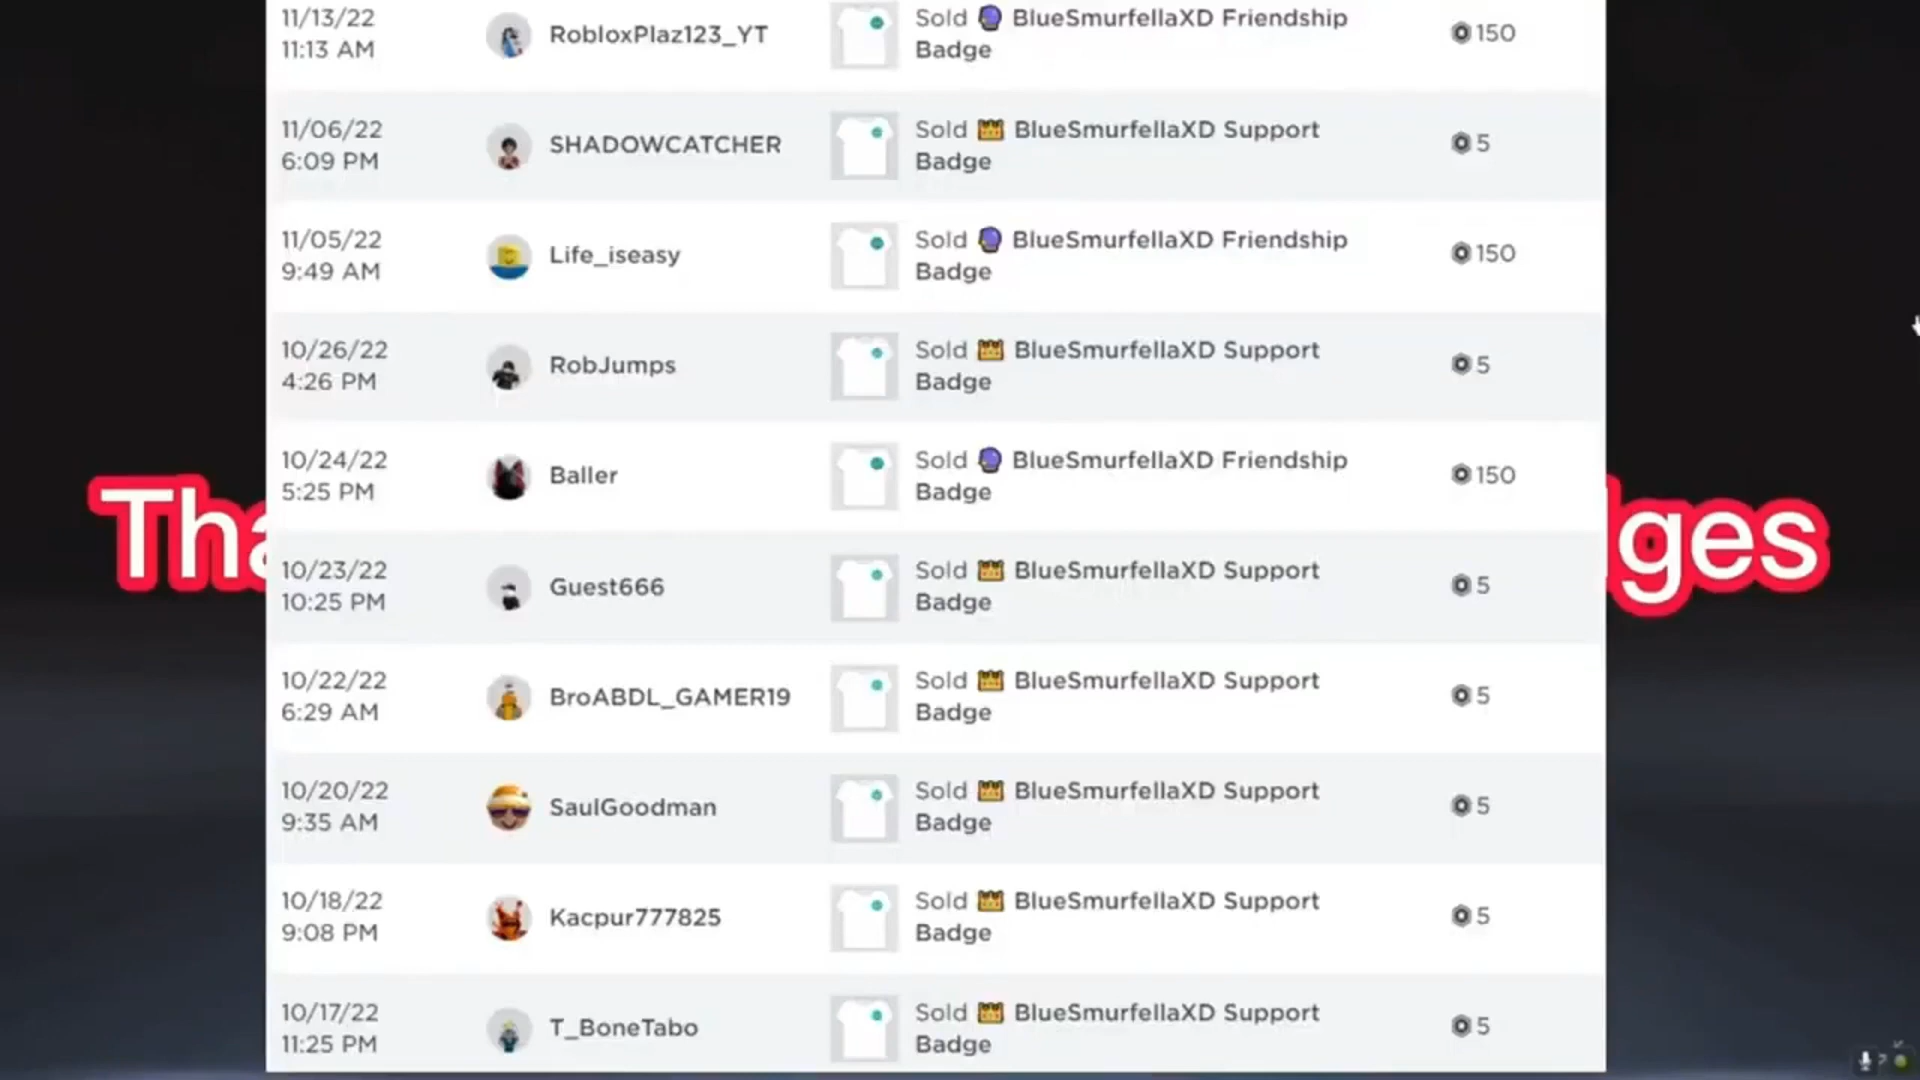 11/13/22
11:13 AM
RobloxPlaz123_YT
Sold BlueSmurfellaXD Friendship
Badge
150
11/06/22
6:09 PM
SHADOWCATCHER
Sold BlueSmurfellaXD Support
Badge
5
11/05/22
9:49 AM
Life_iseasy
Sold BlueSmurfellaXD Friendship
Badge
150
10/26/22
4:26 PM
RobJumps
Sold BlueSmurfellaXD Support
Badge
5
10/24/22
5:25 PM
Baller
Sold BlueSmurfellaXD Friendship
Badge
150
Tha
ges
10/23/22
10:25 PM
Guest666
Sold BlueSmurfellaXD Support
Badge
5
10/22/22
6:29 AM
BroABDL_GAMER19
Sold BlueSmurfellaXD Support
Badge
5
10/20/22
9:35 AM
SaulGoodman
Sold BlueSmurfellaXD Support
Badge
5
10/18/22
9:08 PM
Kacpur777825
Sold BlueSmurfellaXD Support
Badge
5
10/17/22
11:25 PM
T_BoneTabo
Sold BlueSmurfellaXD Support
Badge
5